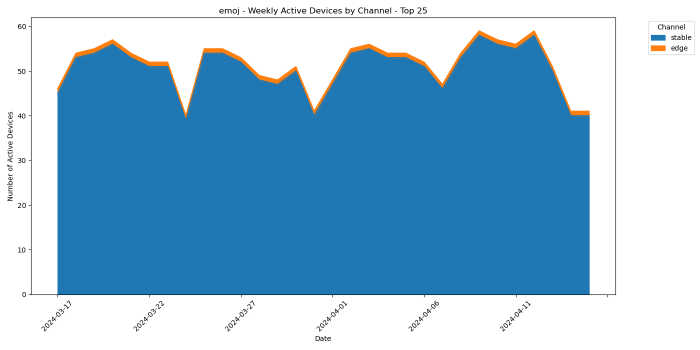 emoj - Weekly Active Devices by Channel - Top 25
Channel
stable
edge
Number of Active Devices
60
50
40
30
20
10
0
2024-03-17
2024-03-22
2024-03-27
2024-04-01
2024-04-06
2024-04-11
Date